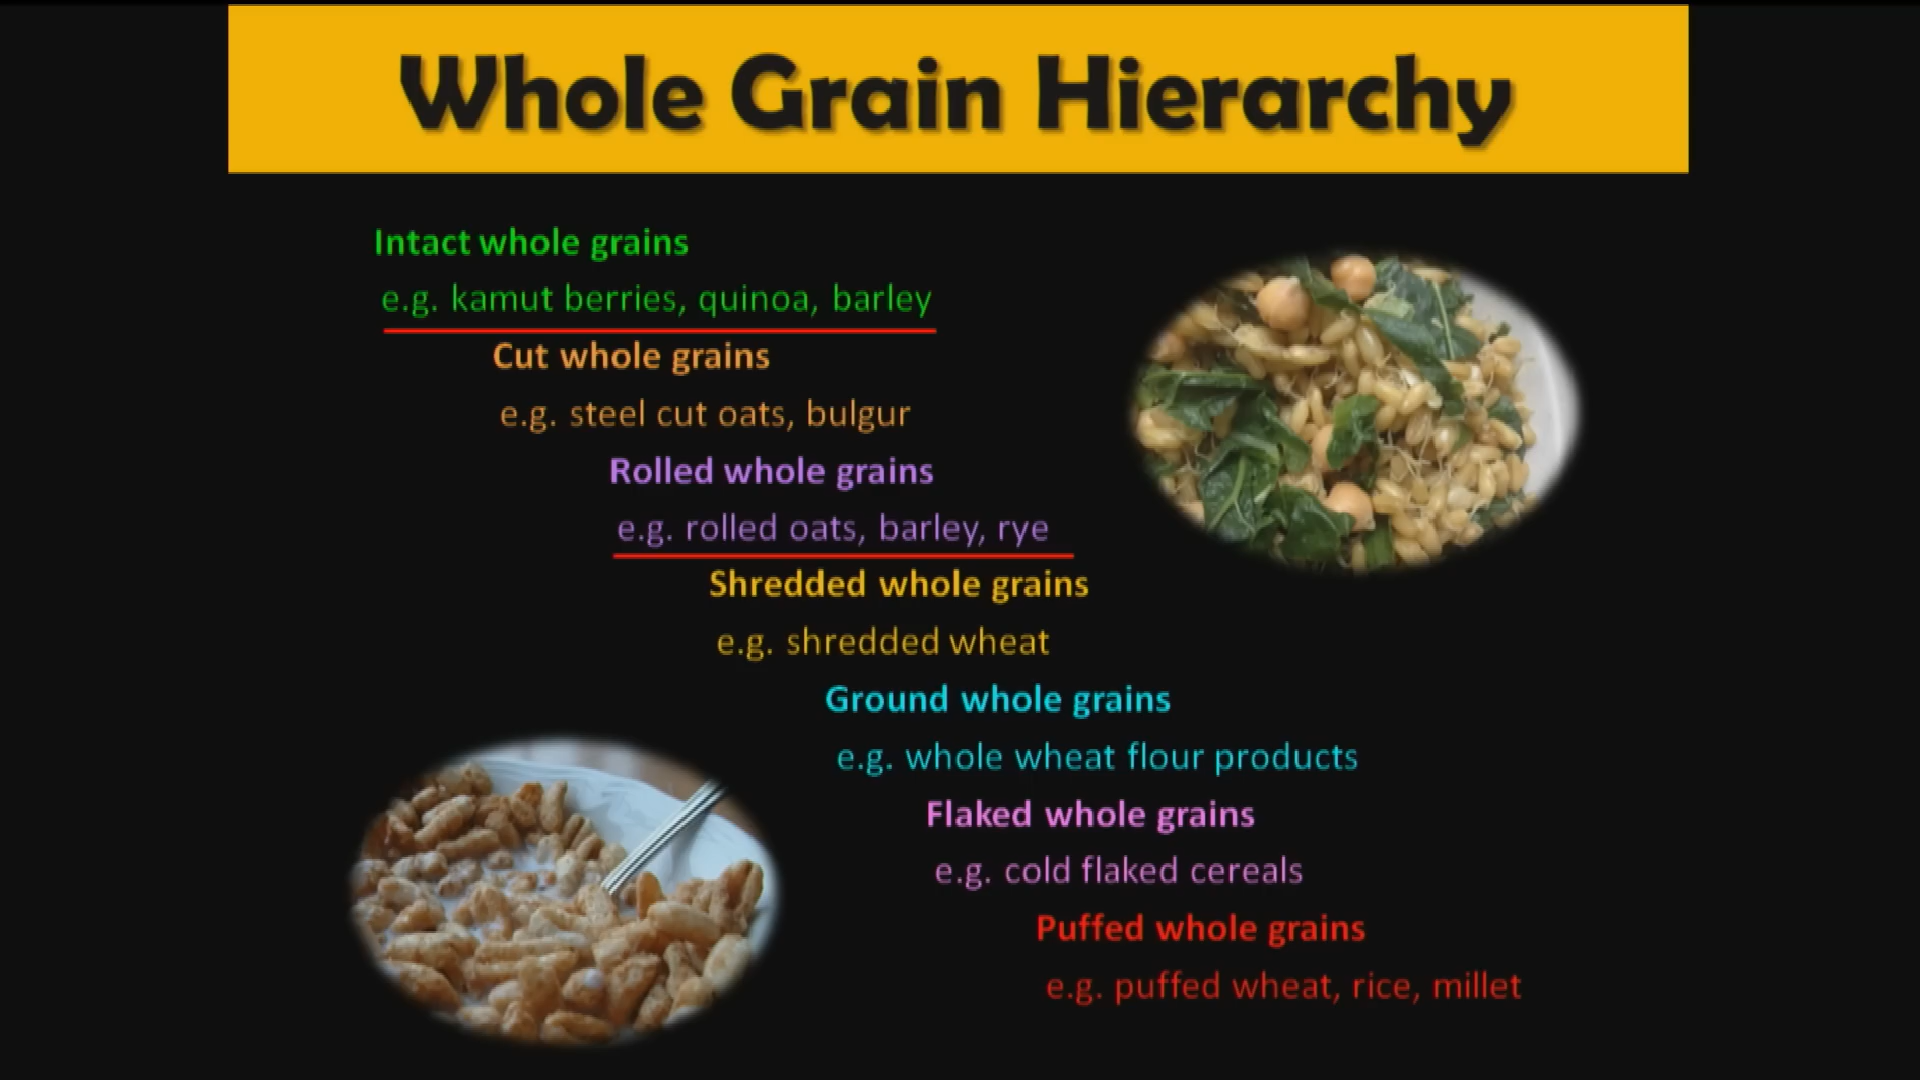 Whole Grain Hierarchy
Intact whole grains
e.g. kamut berries, quinoa, barley
Cut whole grains
e.g. steel cut oats, bulgur
Rolled whole grains
e.g. rolled oats, barley, rye
Shredded whole grains
e.g. shredded wheat
Ground whole grains
e.g. whole wheat flour products
Flaked whole grains
e.g. cold flaked cereals
Puffed whole grains
e.g. puffed wheat, rice, millet